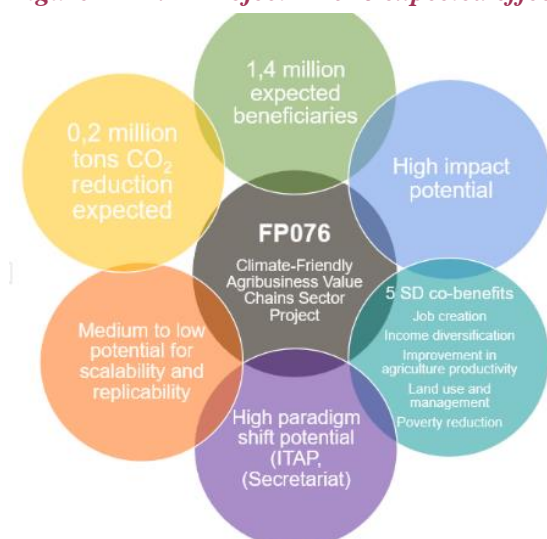 1,4 million
expected
beneficiaries
0,2 million
tons CO₂
reduction
expected
High impact
potential
FP076
Climate-Friendly
Agribusiness Value
Chains Sector
Project
5 SD co-benefits
Job creation
Income diversification
Improvement in
agriculture productivity
Land use and
management
Poverty reduction
Medium to low
potential for
scalability and
replicability
High paradigm
shift potential
(ITAP,
(Secretariat)